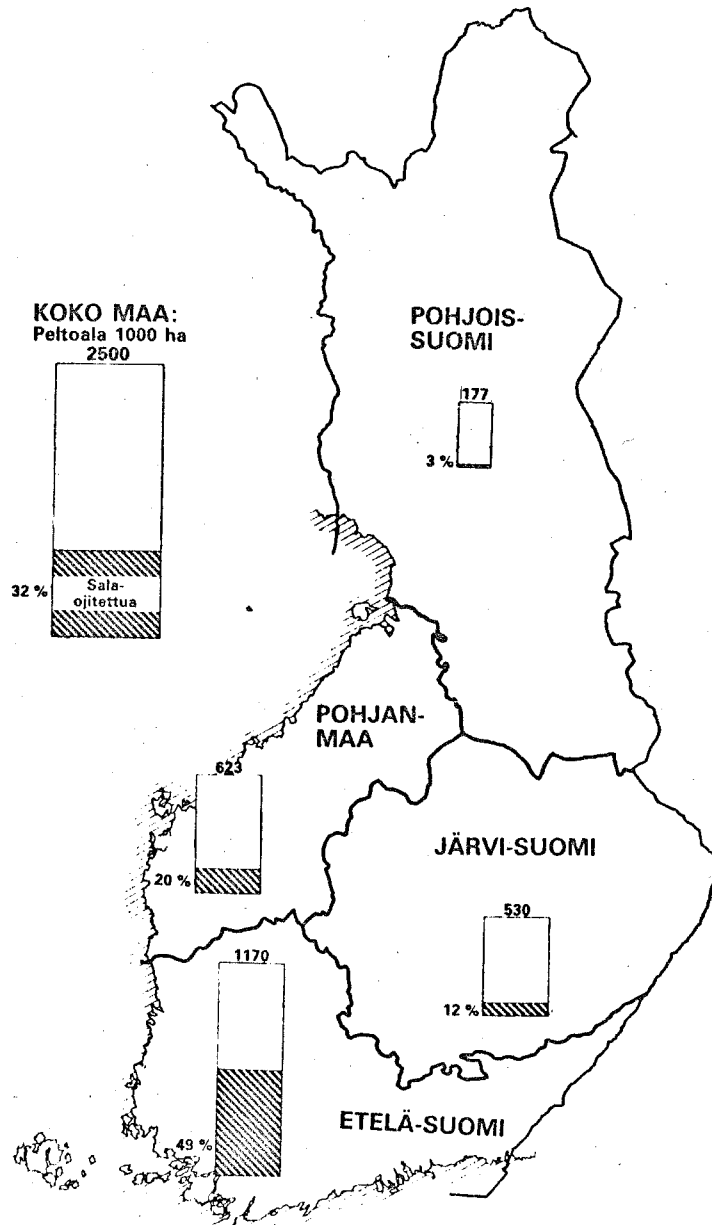 KOKO MAA:
Peltoala 1000 ha
2500
32 %
Sala-
ojitettua
POHJOIS-
SUOMI
177
3 %
POHJAN-
MAA
623
20 %
JÄRVI-SUOMI
530
12 %
1170
49 %
ETELÄ-SUOMI